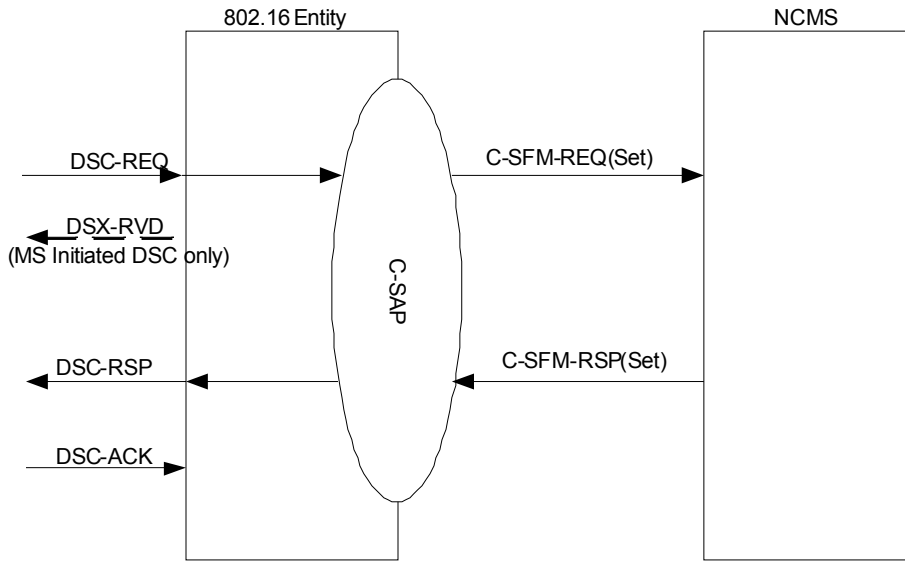 802.16 Entity
NCMS
DSC-REQ
C-SFM-REQ(Set)
DSX-RVD
(MS Initiated DSC only)
C-SAP
DSC-RSP
C-SFM-RSP(Set)
DSC-ACK